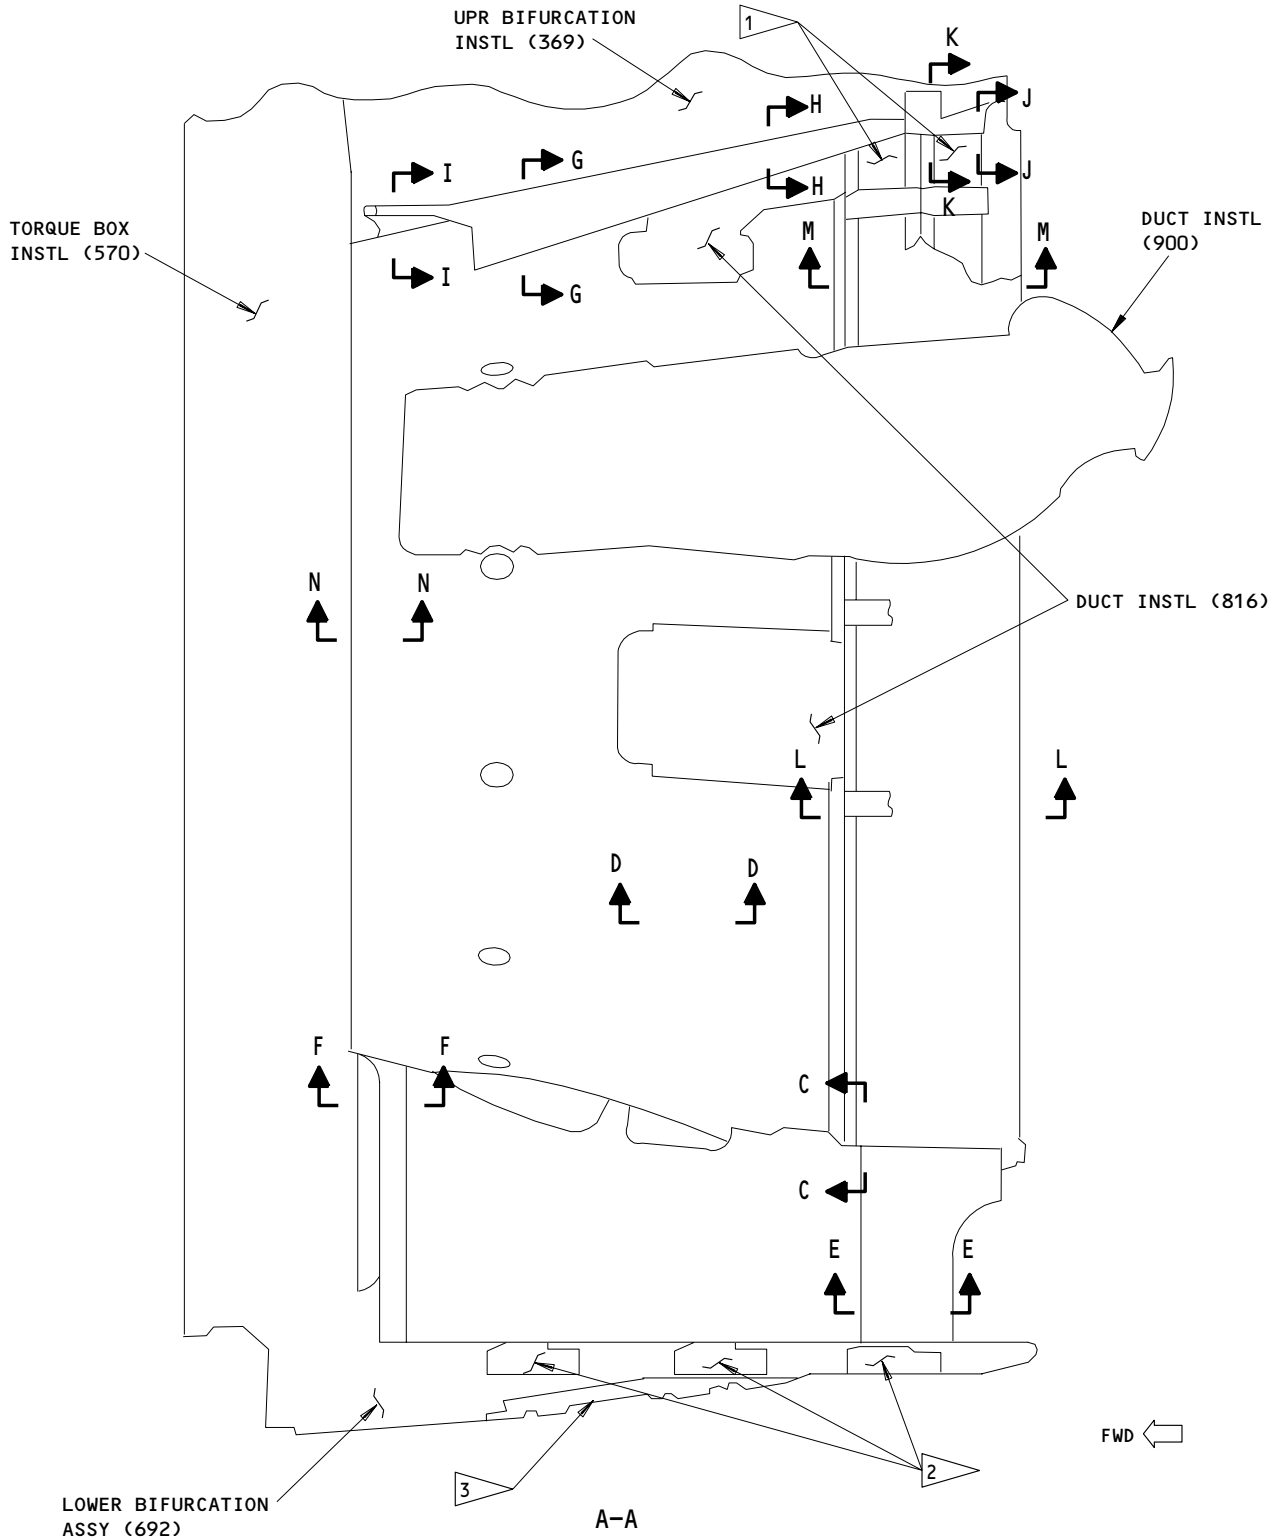 UPR BIFURCATION
INSTL (369)
1
K
H
J
G
I
J
H
K
TORQUE BOX
INSTL (570)
M
M
DUCT INSTL
(900)
I
G
N
N
DUCT INSTL (816)
L
L
D
D
F
F
C
C
E
E
FWD
2
3
LOWER BIFURCATION
ASSY (692)
A-A